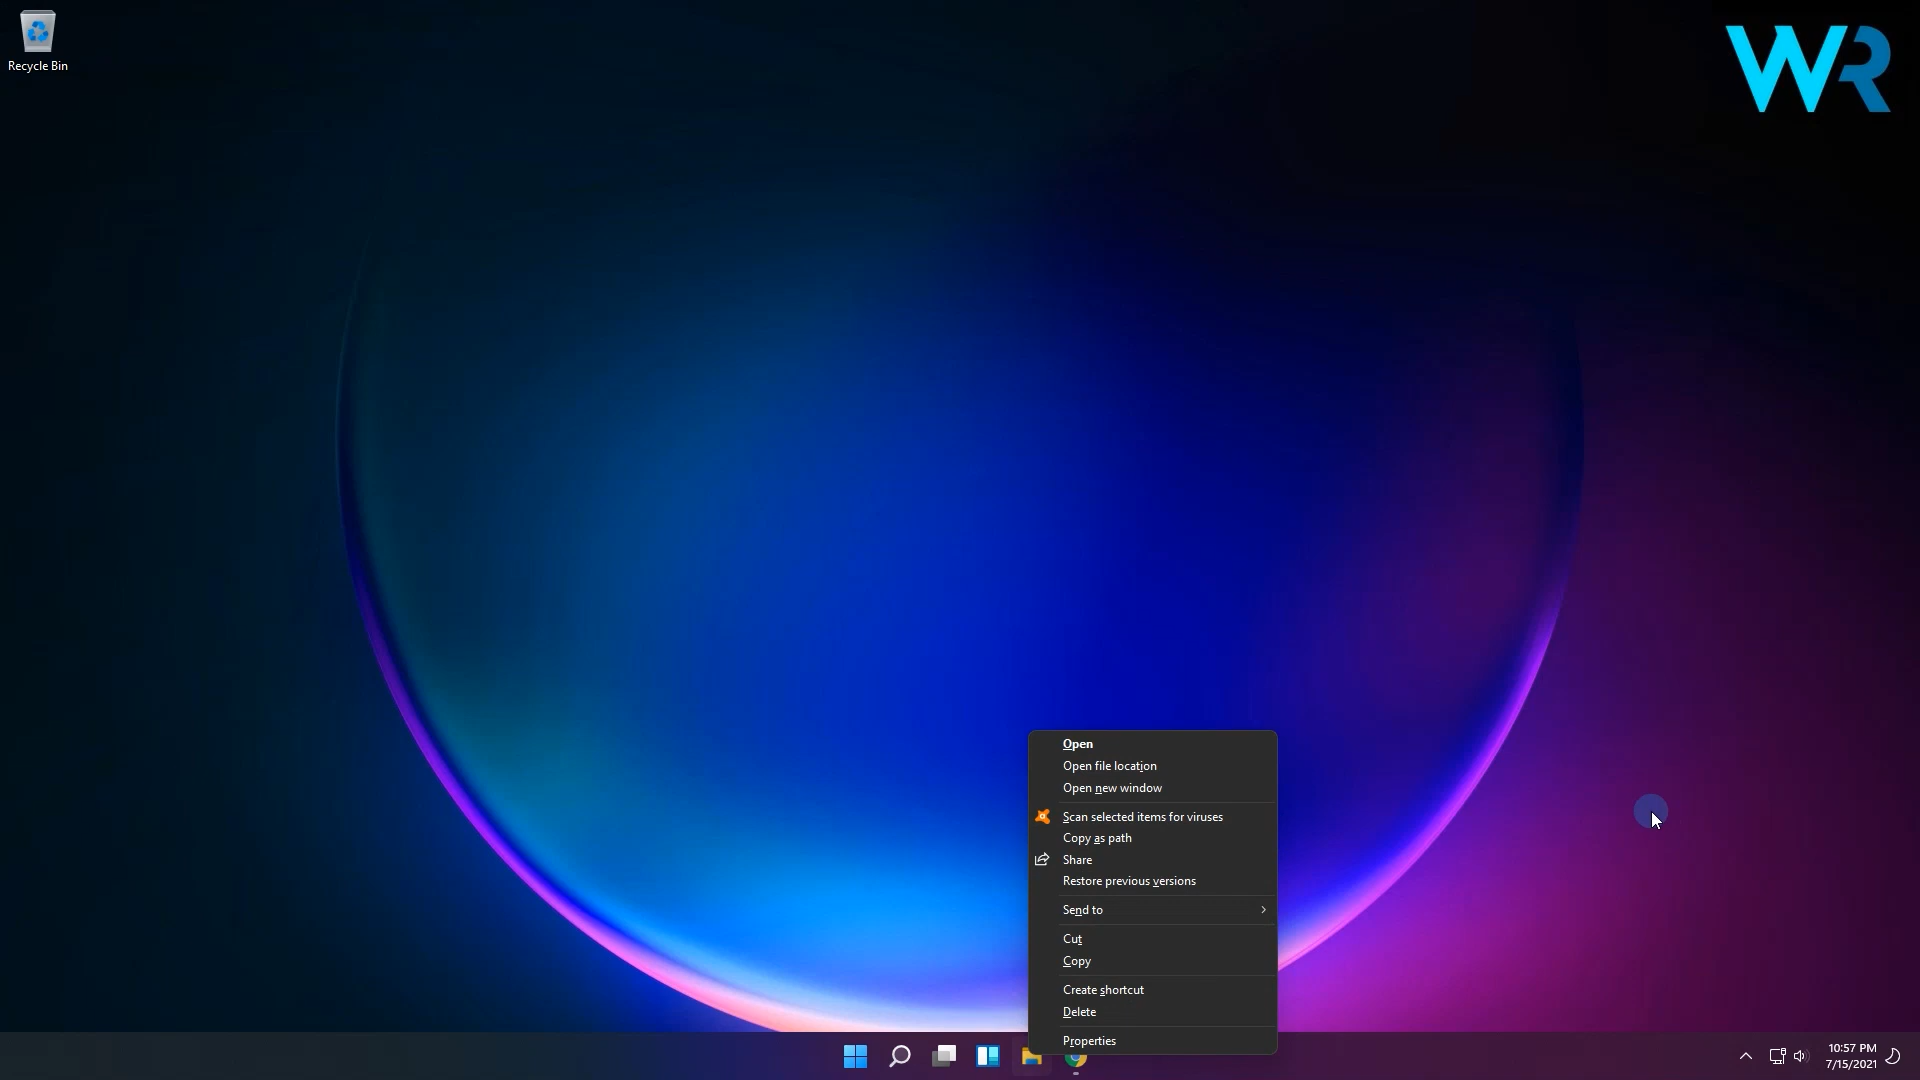 Recycle Bin
WR
Open
Open file location
Open new window
Scan selected items for viruses
Copy as path
Share
Restore previous versions
Send to
Cut
Copy
Create shortcut
Delete
Properties
10:57 PM
7/15/2021